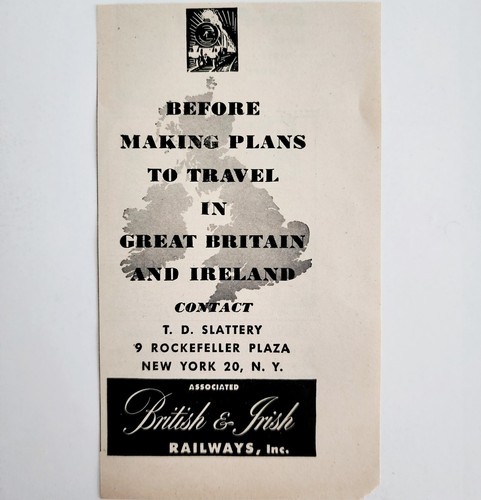 BEFORE
MAKING PLANS
TO TRAVEL
IN
GREAT BRITAIN
AND IRELAND
CONTACT
T. D. SLATTERY
9 ROCKEFELLER PLAZA
NEW YORK 20, N. Y.
ASSOCIATED
British & Irish
RAILWAYS, Inc.